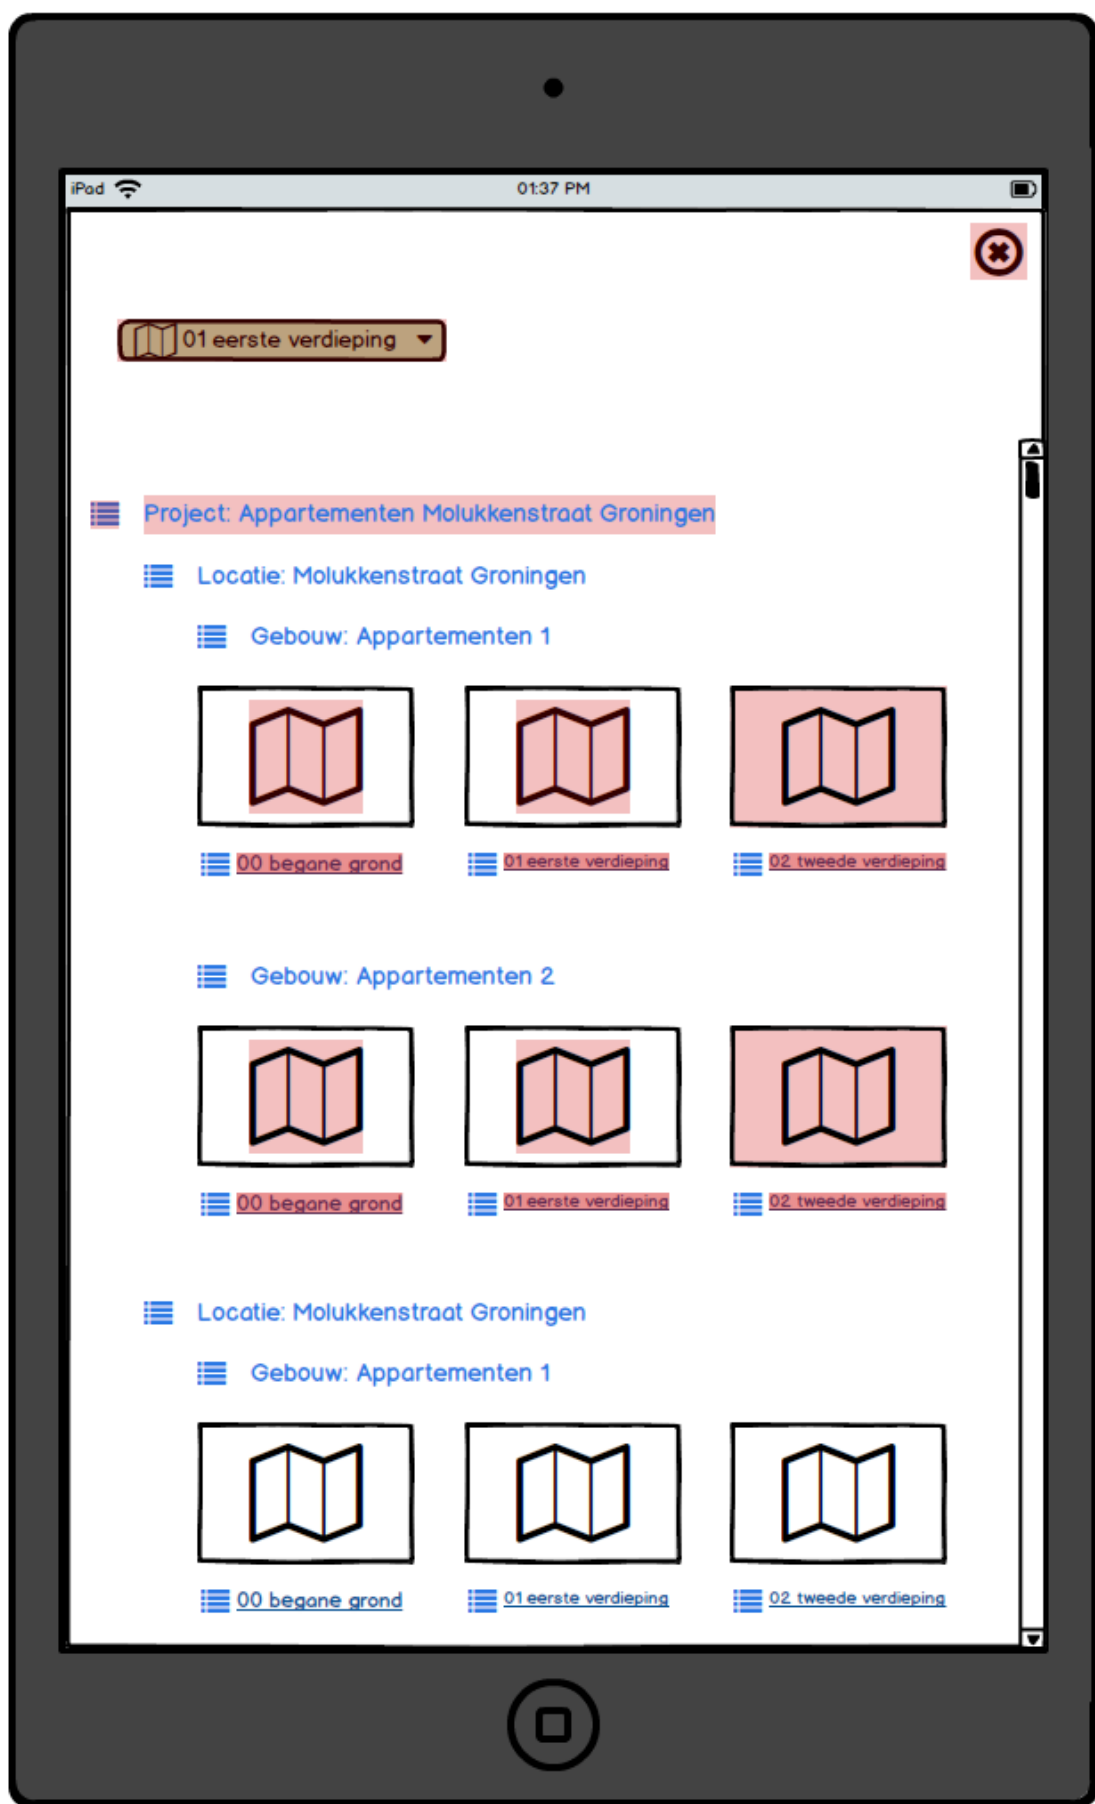 iPad 01:37 PM
01 eerste verdieping
Project: Appartementen Molukkenstraat Groningen
Locatie: Molukkenstraat Groningen
Gebouw: Appartementen 1
00 begane grond 01 eerste verdieping 02 tweede verdieping
Gebouw: Appartementen 2
00 begane grond 01 eerste verdieping 02 tweede verdieping
Locatie: Molukkenstraat Groningen
Gebouw: Appartementen 1
00 begane grond 01 eerste verdieping 02 tweede verdieping